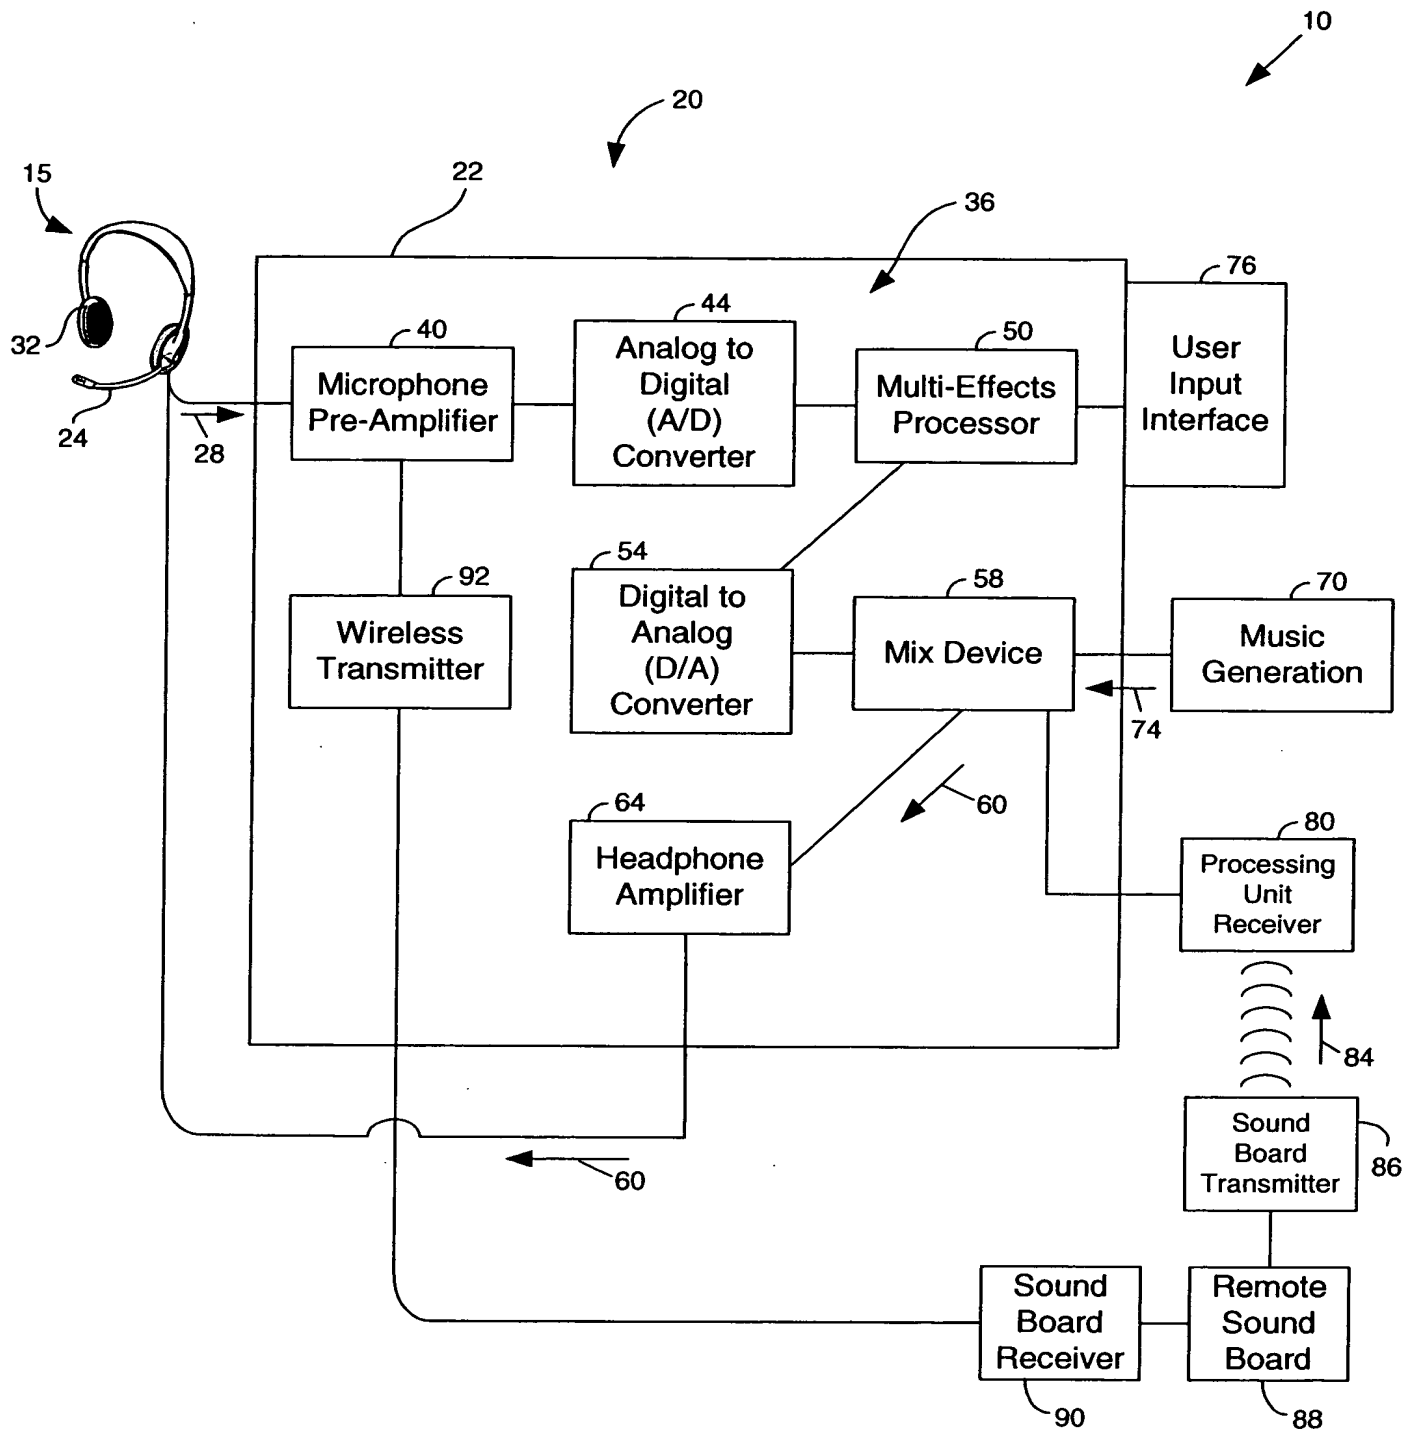 10
20
15
22
36
76
32
24
28
40
Microphone
Pre-Amplifier
44
Analog to
Digital
(A/D)
Converter
50
Multi-Effects
Processor
User
Input
Interface
92
Wireless
Transmitter
54
Digital to
Analog
(D/A)
Converter
58
Mix Device
70
Music
Generation
74
60
64
Headphone
Amplifier
80
Processing
Unit
Receiver
84
60
Sound
Board
Transmitter
86
Sound
Board
Receiver
90
Remote
Sound
Board
88